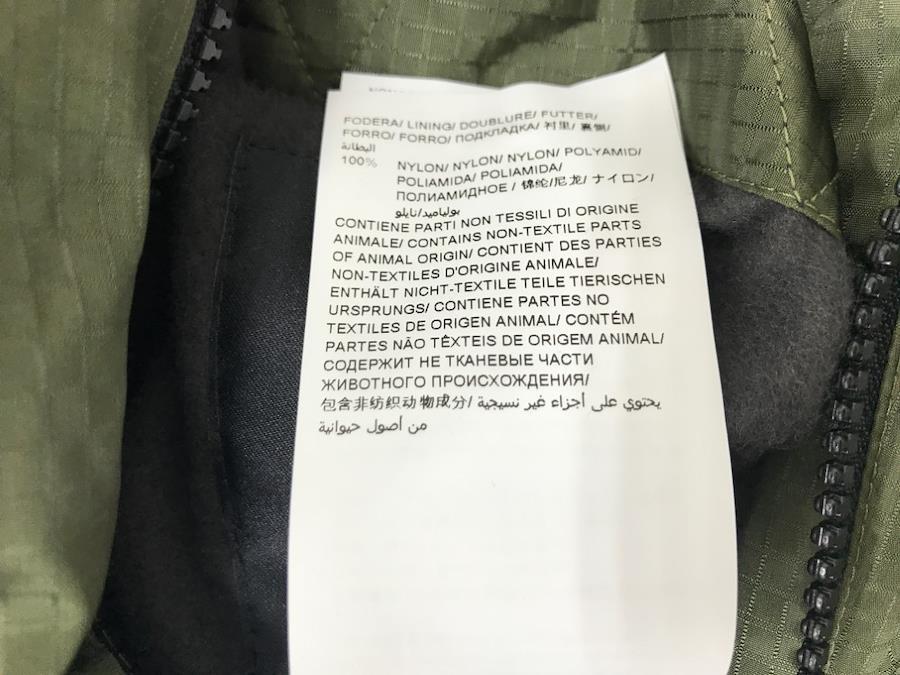 FODERA/ LINING/ DOUBLURE/ FUTTER/
FORRO/ FORRO/ ПОДКЛАДКА/ 衬里/ 裏側/
البطانة
100% NYLON/ NYLON/ NYLON/ POLYAMID/
POLIAMIDA/ POLIAMIDA/
ПОЛИАМИДНОЕ / 锦纶/尼龙/ ナイロン/
بولياميد/نايلو
CONTIENE PARTI NON TESSILI DI ORIGINE
ANIMALE/ CONTAINS NON-TEXTILE PARTS
OF ANIMAL ORIGIN/ CONTIENT DES PARTIES
NON-TEXTILES D'ORIGINE ANIMALE/
ENTHÄLT NICHT-TEXTILE TEILE TIERISCHEN
URSPRUNGS/ CONTIENE PARTES NO
TEXTILES DE ORIGEN ANIMAL/ CONTÉM
PARTES NÃO TÊXTEIS DE ORIGEM ANIMAL/
СОДЕРЖИТ НЕ ТКАНЕВЫЕ ЧАСТИ
ЖИВОТНОГО ПРОИСХОЖДЕНИЯ/
包含非纺织动物成分/ يحتوي على أجزاء غير نسيجية
من أصول حيوانية